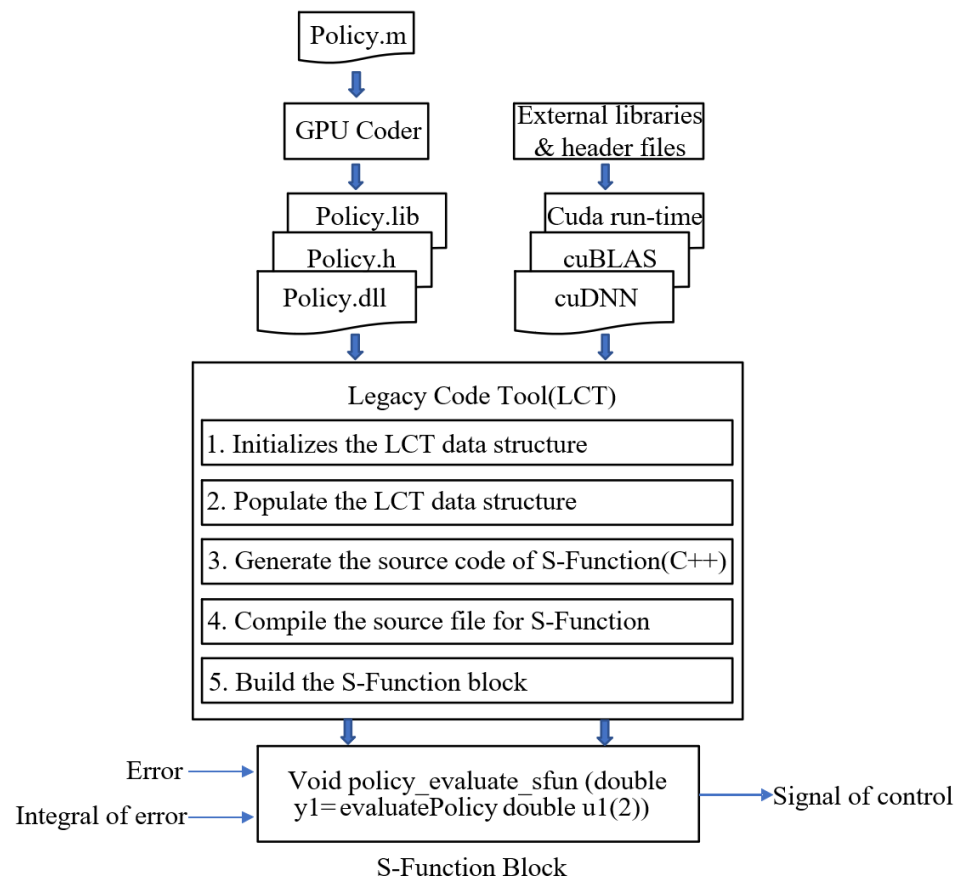 Policy.m
GPU Coder
External libraries
& header files
Policy.lib
Policy.h
Policy.dll
Cuda run-time
cuBLAS
cuDNN
Legacy Code Tool(LCT)
1. Initializes the LCT data structure
2. Populate the LCT data structure
3. Generate the source code of S-Function(C++)
4. Compile the source file for S-Function
5. Build the S-Function block
Error
Integral of error
Void policy_evaluate_sfun (double
y1=evaluatePolicy double u1(2))
Signal of control
S-Function Block